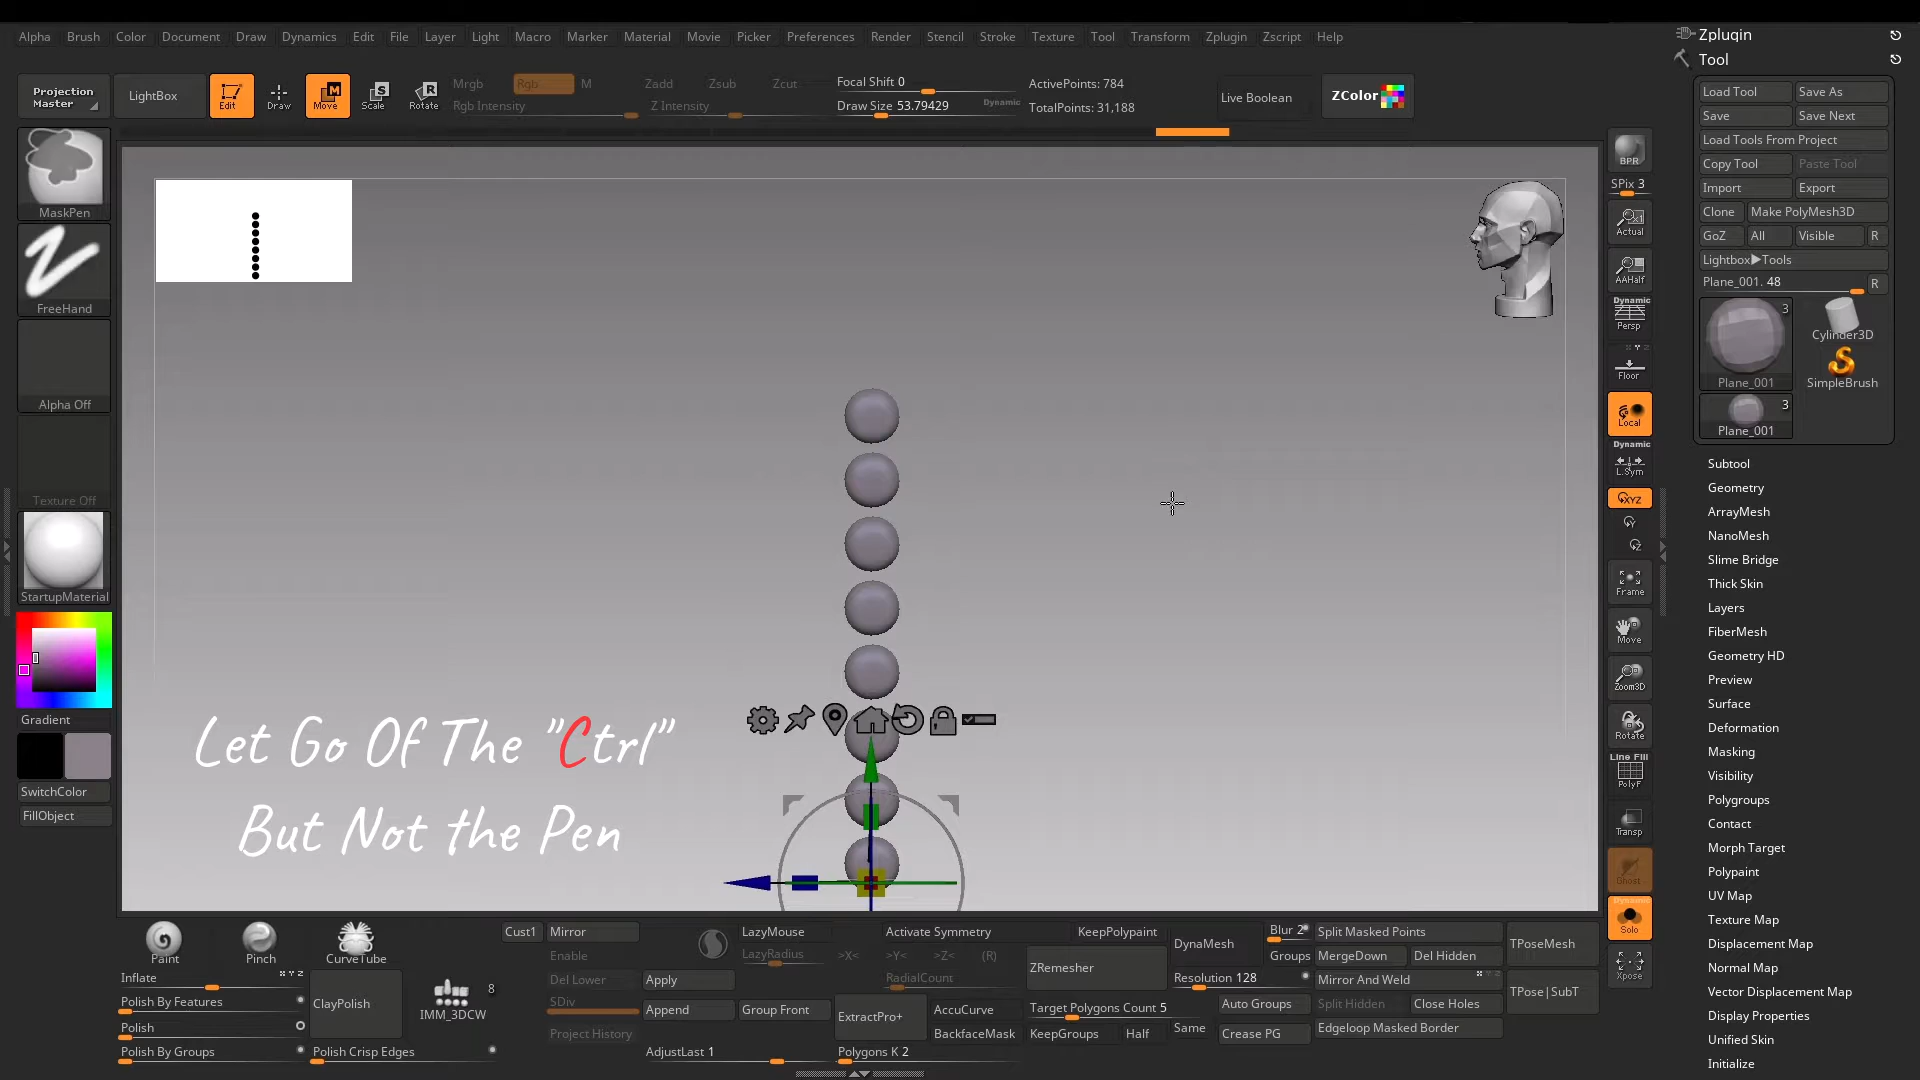 Alpha Brush Color Document Draw Dynamics Edit File Layer Light Macro Marker Material Movie Picker Preferences Render Stencil Stroke Texture Tool Transform Zplugin Zscript Help
Projection Master
LightBox
Edit
Draw
Move
Scale
Rotate
Mrgb Rgb M
Rgb Intensity
Zadd Zsub Zcut
Z Intensity
Focal Shift 0
Draw Size 53.79429
Dynamic
ActivePoints: 784
TotalPoints: 31,188
Live Boolean
ZColor
MaskPen
FreeHand
Alpha Off
Texture Off
StartupMaterial
Gradient
SwitchColor
FillObject
Let Go Of The "Ctrl"
But Not the Pen
BPR
SPix 3
Actual
AAHalf
Dynamic
Persp
Floor
Local
Dynamic
L.Sym
XYZ
Frame
Move
Zoom3D
Rotate
Line Fill
PolyF
Transp
Ghost
Dynamic
Solo
Xpose
Zplugin
Tool
Load Tool Save As
Save Save Next
Load Tools From Project
Copy Tool Paste Tool
Import Export
Clone Make PolyMesh3D
GoZ All Visible R
Lightbox▶Tools
Plane_001. 48 R
3
Plane_001
Cylinder3D
SimpleBrush
3
Plane_001
Subtool
Geometry
ArrayMesh
NanoMesh
Slime Bridge
Thick Skin
Layers
FiberMesh
Geometry HD
Preview
Surface
Deformation
Masking
Visibility
Polygroups
Contact
Morph Target
Polypaint
UV Map
Texture Map
Displacement Map
Normal Map
Vector Displacement Map
Display Properties
Unified Skin
Initialize
Paint
Pinch
CurveTube
Inflate
Polish By Features
Polish
Polish By Groups
ClayPolish
Polish Crisp Edges
8
IMM_3DCW
Cust1
Mirror
Enable
Del Lower
SDiv
Project History
Apply
Append
AdjustLast 1
LazyMouse
LazyRadius
Group Front
ExtractPro+
Polygons K 2
Activate Symmetry
>X< >Y< >Z< (R)
RadialCount
AccuCurve
BackfaceMask
KeepPolypaint
ZRemesher
Target Polygons Count 5
KeepGroups Half Same
DynaMesh
Resolution 128
Blur 2
Groups
Auto Groups
Crease PG
Split Masked Points
MergeDown Del Hidden
Mirror And Weld
Split Hidden Close Holes
Edgeloop Masked Border
TPoseMesh
TPose|SubT